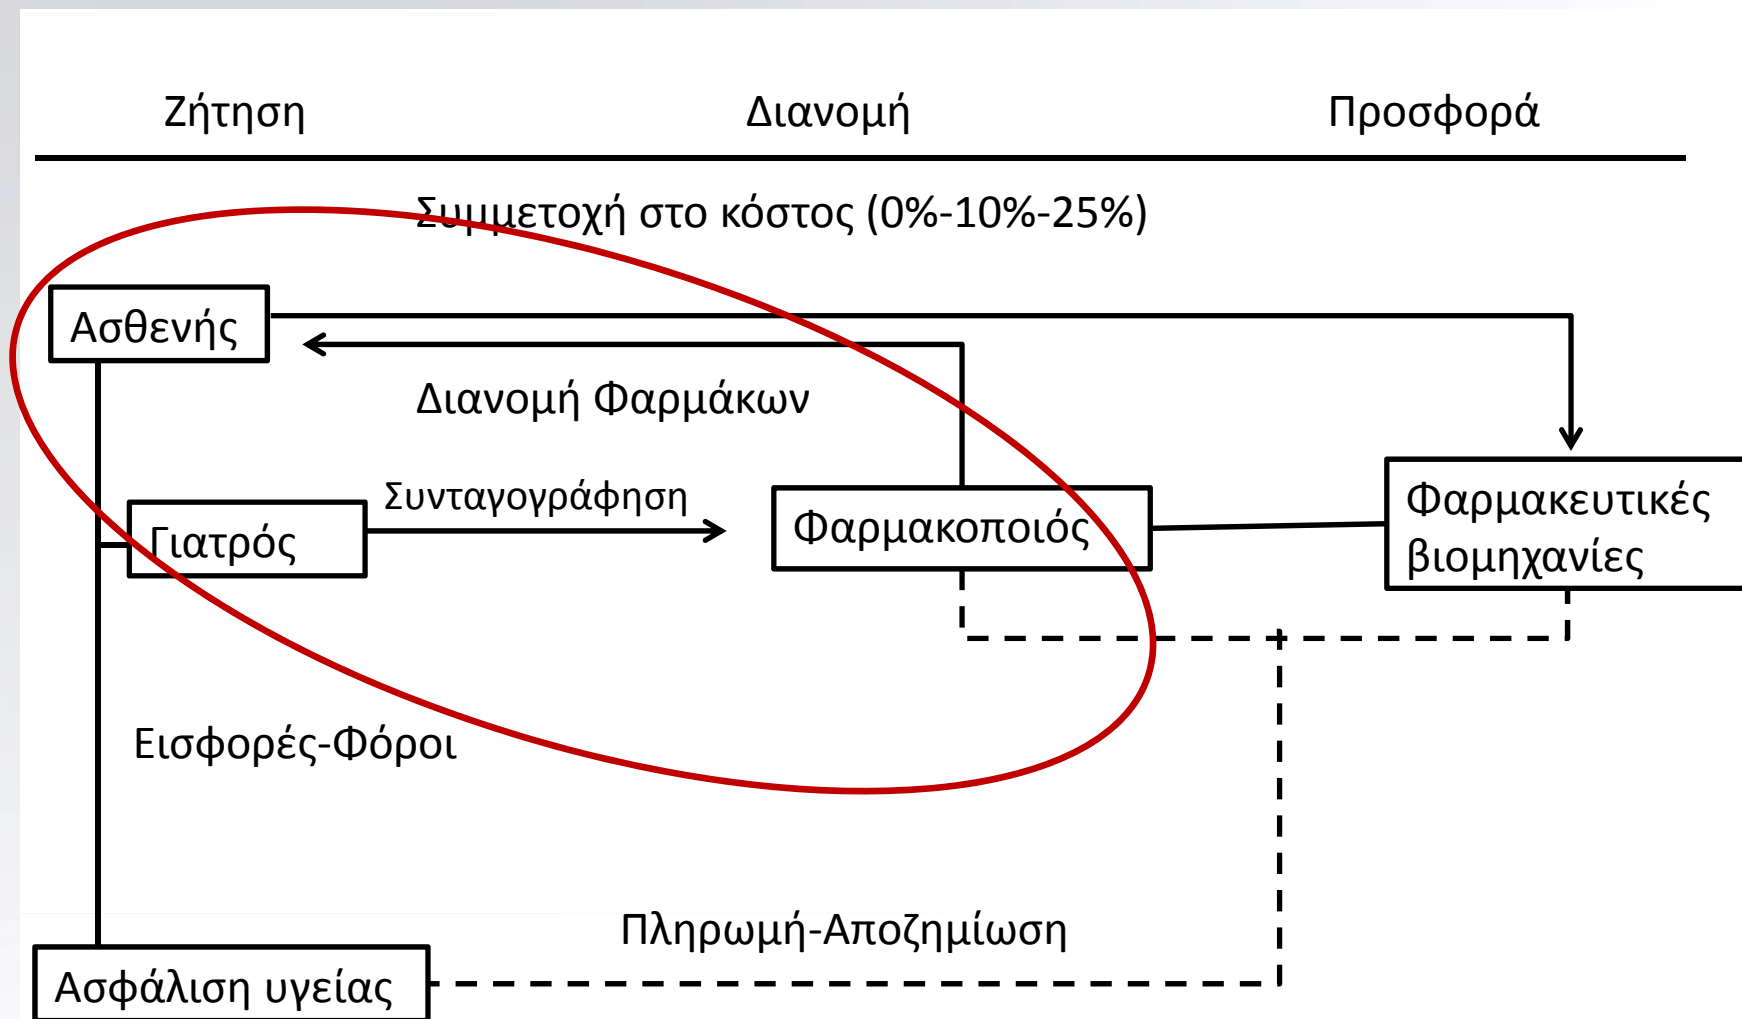 Ζήτηση Διανομή Προσφορά
Συμμετοχή στο κόστος (0%-10%-25%)
Ασθενής
Διανομή Φαρμάκων
Συνταγογράφηση
Γιατρός
Φαρμακοποιός
Φαρμακευτικές
βιομηχανίες
Εισφορές-Φόροι
Πληρωμή-Αποζημίωση
Ασφάλιση υγείας